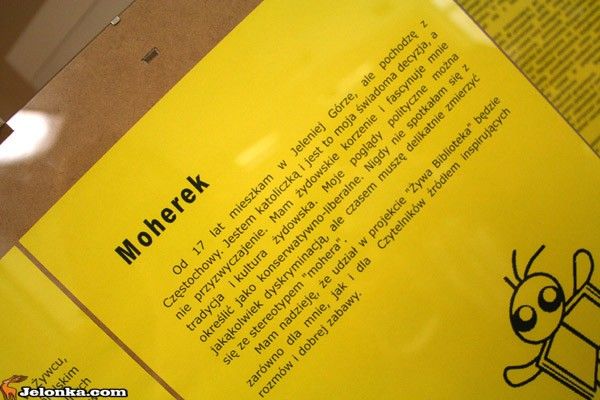 Moherek
Od 17 lat mieszkam w Jeleniej Górze, ale pochodzę z
Częstochowy. Jestem katoliczką i jest to moja świadoma decyzja, a
nie przyzwyczajenie. Mam żydowskie korzenie i fascynuje mnie
tradycja i kultura żydowska. Moje poglądy polityczne można
określić jako konserwatywno-liberalne. Nigdy nie spotkałam się z
jakąkolwiek dyskryminacją, ale czasem muszę delikatnie zmierzyć
się ze stereotypem "mohera".
Mam nadzieję, że udział w projekcie "Żywa Biblioteka" będzie
zarówno dla mnie, jak i dla Czytelników źródłem inspirujących
rozmów i dobrej zabawy.
Żywcu,
Jelonka.com